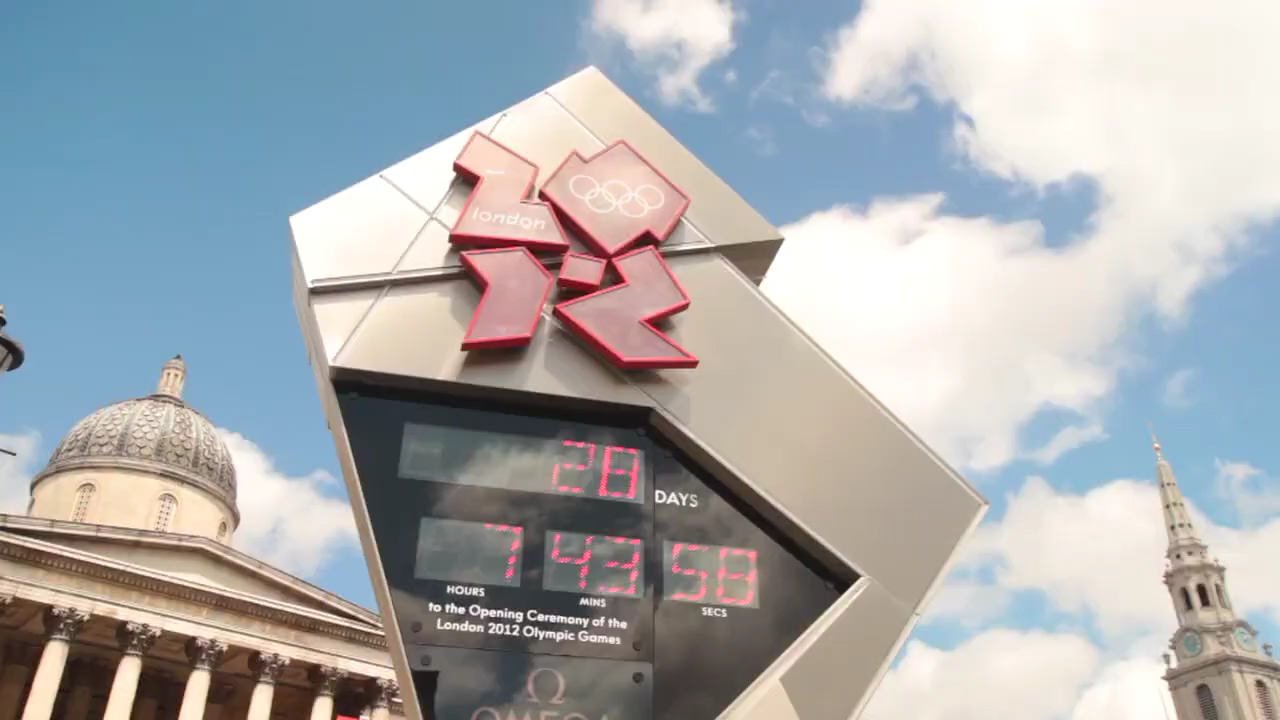 london
28
DAYS
7 43 58
HOURS MINS SECS
to the Opening Ceremony of the
London 2012 Olympic Games
Ω
OMEGA